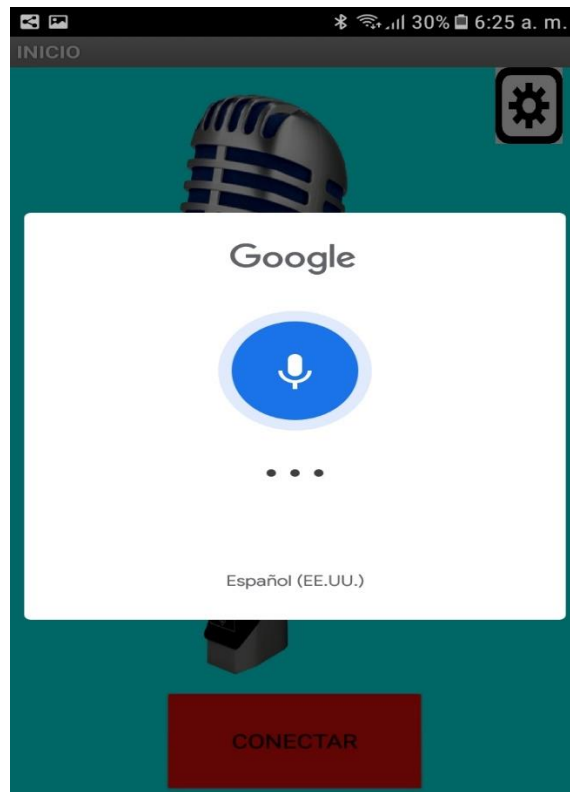 30% 6:25 a. m.
INICIO
Google
Español (EE.UU.)
CONECTAR